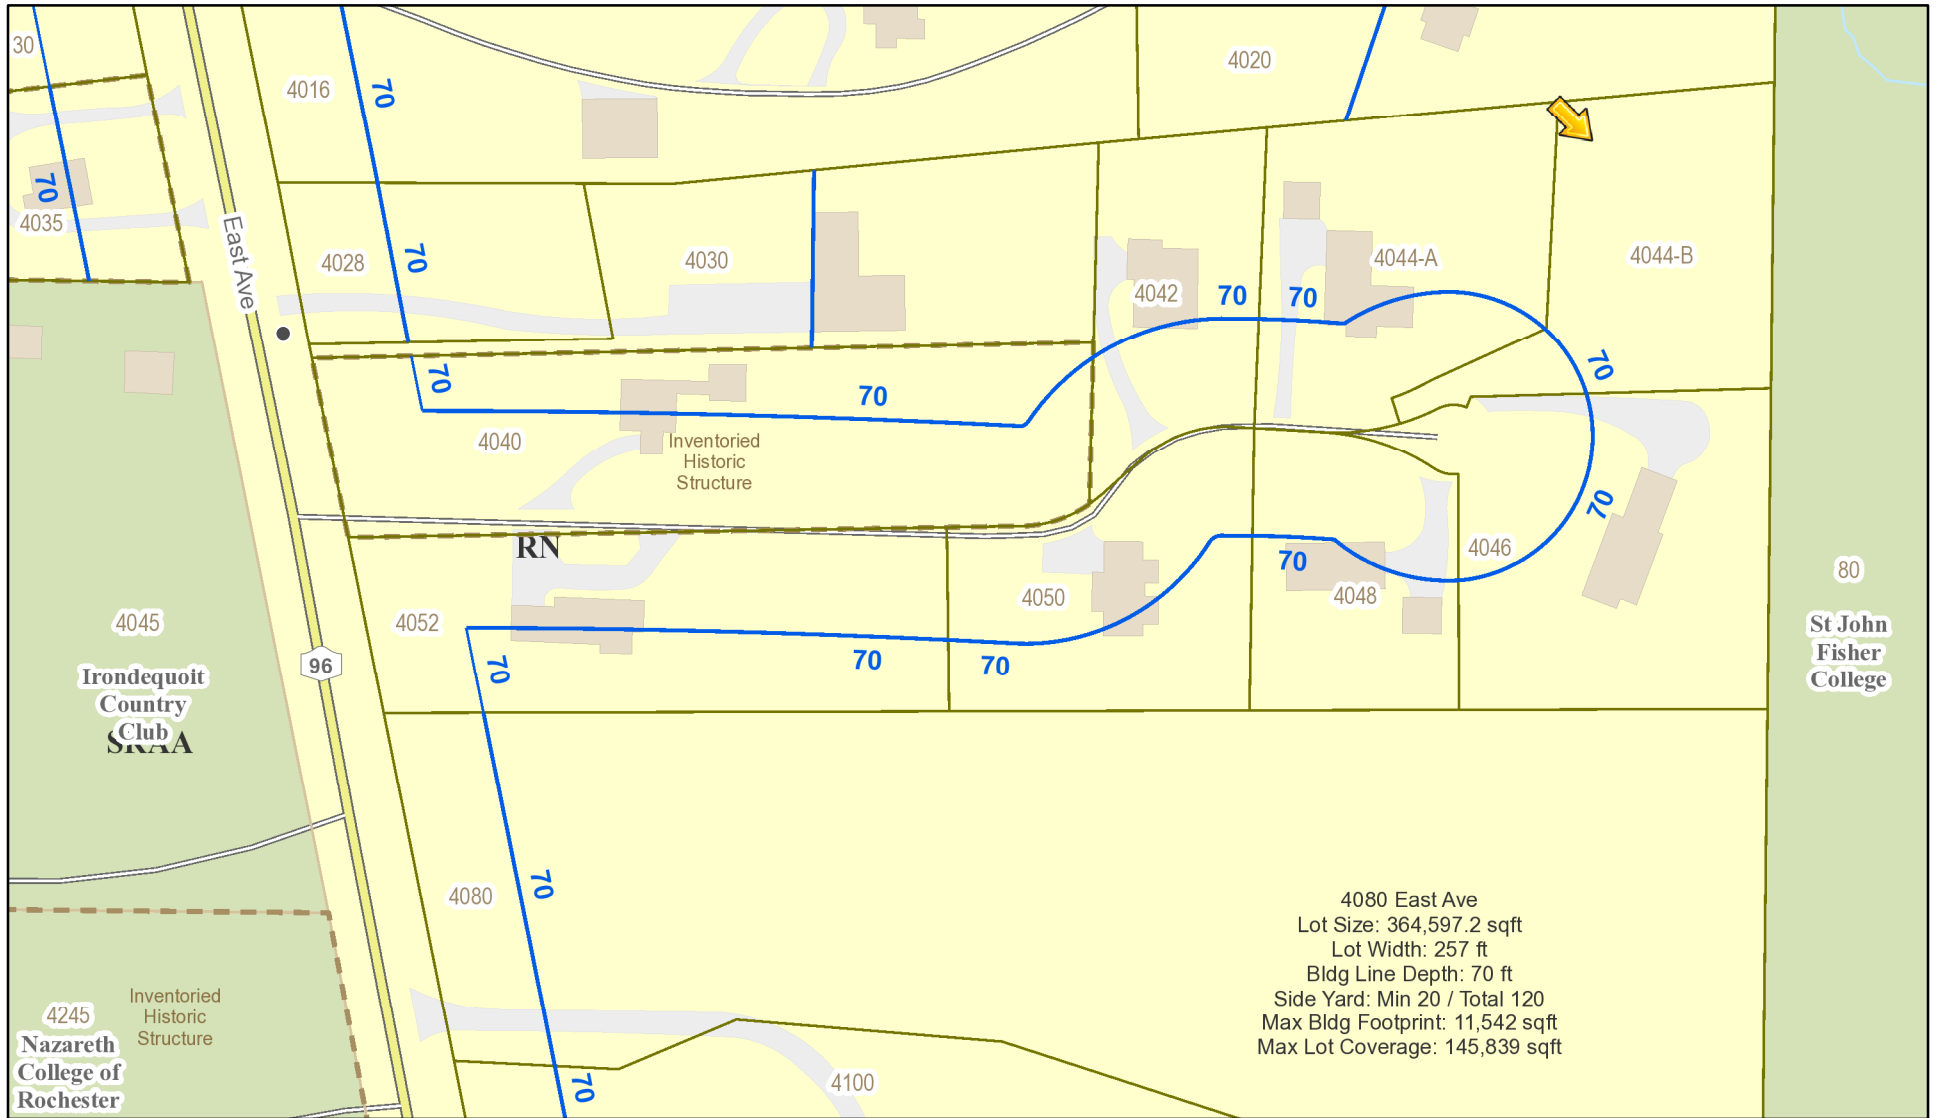 30
4016
70
4020
70
4035
East Ave
4028
70
4030
4042
70
70
4044-A
4044-B
70
70
70
4040
Inventoried
Historic
Structure
70
RN
70
4046
4048
4050
4052
70
70
70
80
St John
Fisher
College
4045
Irondequoit
Country
Club
SRAA
96
4080
70
4080 East Ave
Lot Size: 364,597.2 sqft
Lot Width: 257 ft
Bldg Line Depth: 70 ft
Side Yard: Min 20 / Total 120
Max Bldg Footprint: 11,542 sqft
Max Lot Coverage: 145,839 sqft
4245
Nazareth
College of
Rochester
Inventoried
Historic
Structure
70
4100